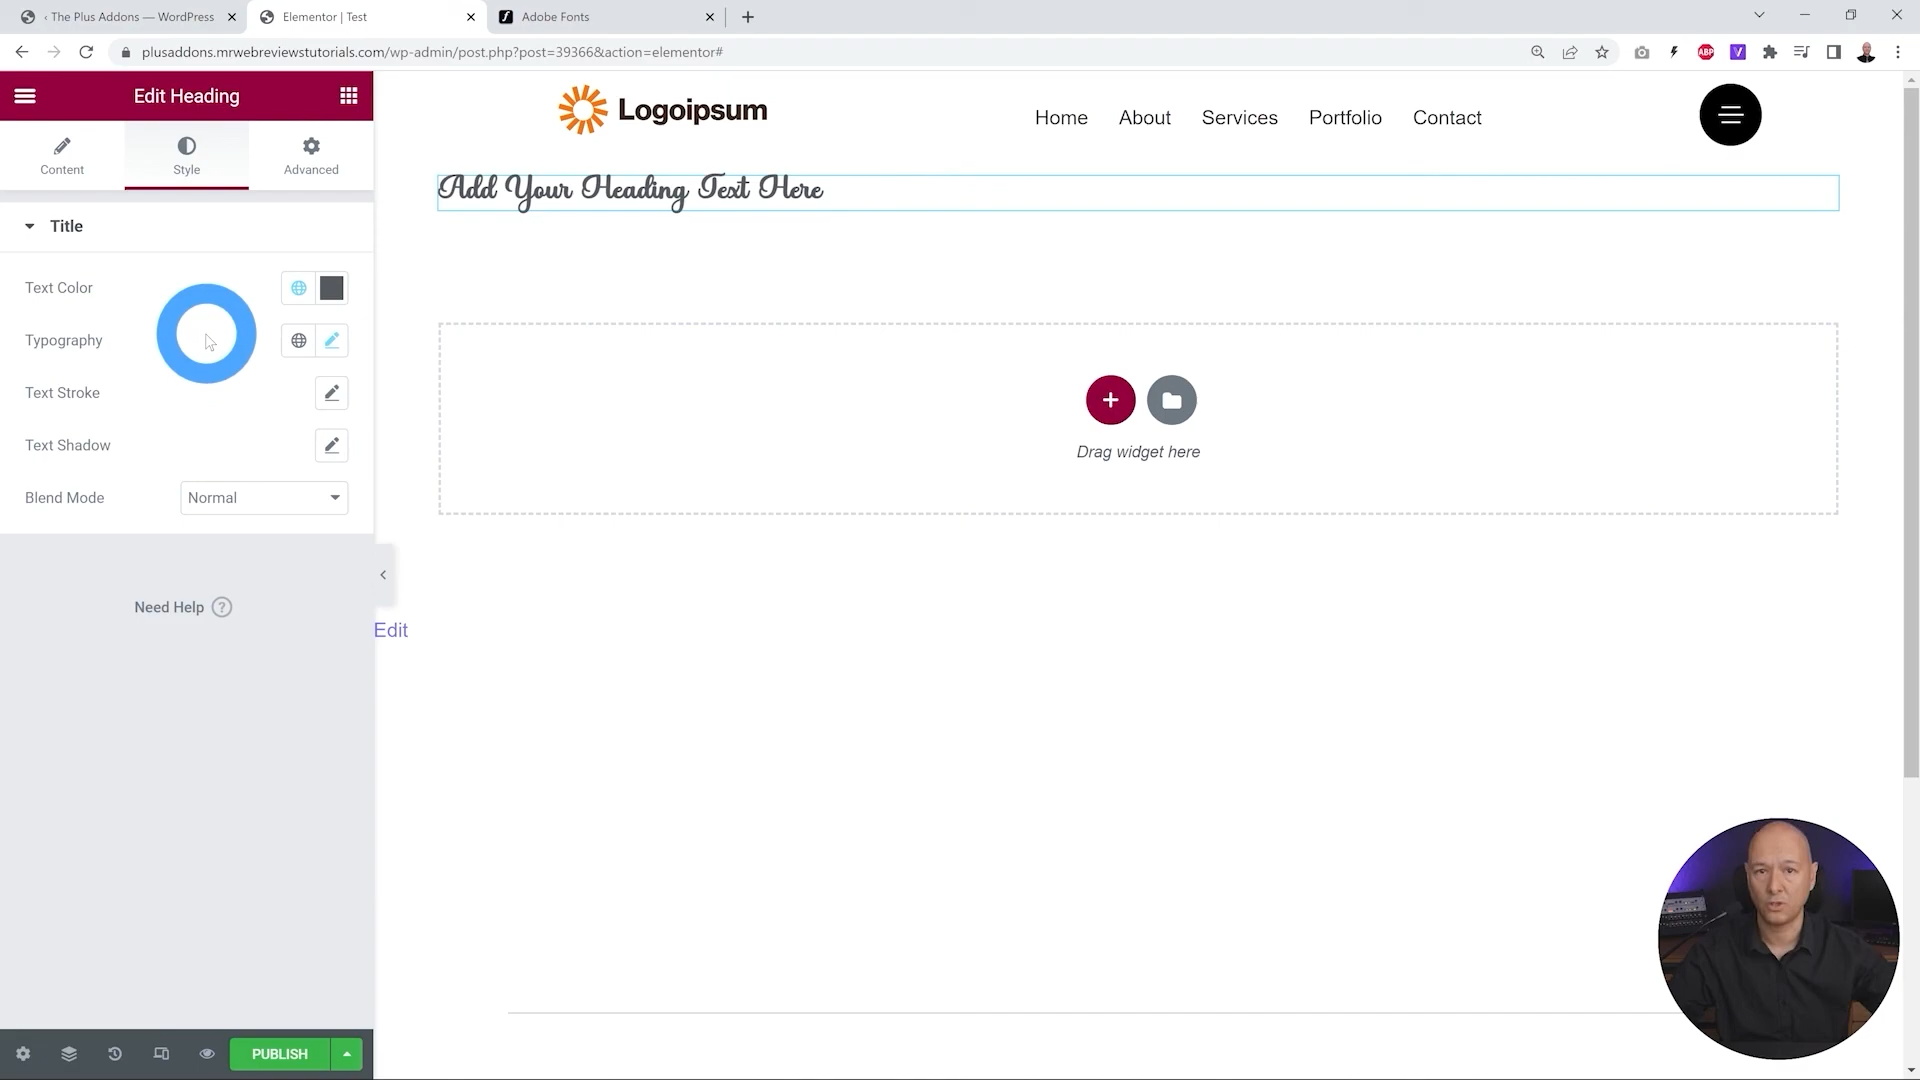 ‹ The Plus Addons — WordPress
Elementor | Test
Adobe Fonts
plusaddons.mrwebreviewstutorials.com/wp-admin/post.php?post=39366&action=elementor#
ABP
Edit Heading
Content
Style
Advanced
Title
Text Color
Typography
Text Stroke
Text Shadow
Blend Mode
Normal
Need Help ?
PUBLISH
Logoipsum
Home
About
Services
Portfolio
Contact
Add Your Heading Text Here
Drag widget here
Edit